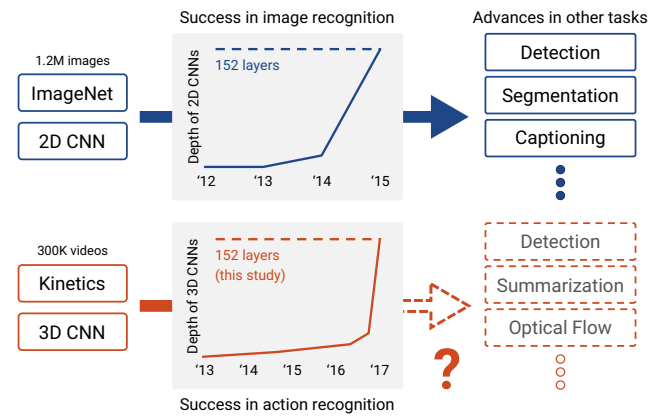 Success in image recognition
Advances in other tasks
1.2M images
ImageNet
2D CNN
Depth of 2D CNNs
152 layers
‘12 ‘13 ‘14 ‘15
Detection
Segmentation
Captioning
300K videos
Kinetics
3D CNN
Depth of 3D CNNs
152 layers
(this study)
‘13 ‘14 ‘15 ‘16 ‘17
Success in action recognition
?
Detection
Summarization
Optical Flow